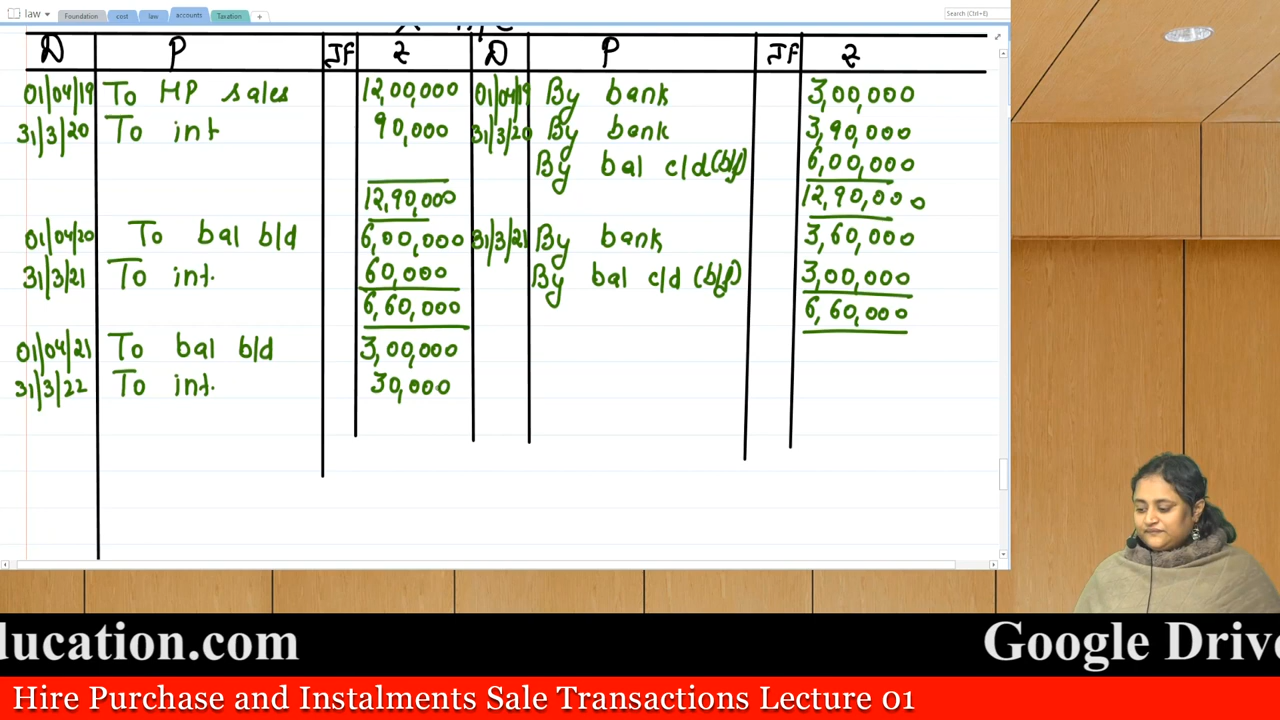 law
Foundation cost law accounts Taxation +
Search (Ctrl+E)
D P JF ₹ D P JF ₹
01/04/19 To HP sales 12,00,000 01/04/19 By bank 3,00,000
31/3/20 To int 90,000 31/3/20 By bank 3,90,000
By bal c/d (b/f) 6,00,000
12,90,000 12,90,000
01/04/20 To bal b/d 6,00,000 31/3/21 By bank 3,60,000
31/3/21 To int. 60,000 By bal c/d (b/f) 3,00,000
6,60,000 6,60,000
01/04/21 To bal b/d 3,00,000
31/3/22 To int. 30,000
ducation.com Google Drive
Hire Purchase and Instalments Sale Transactions Lecture 01